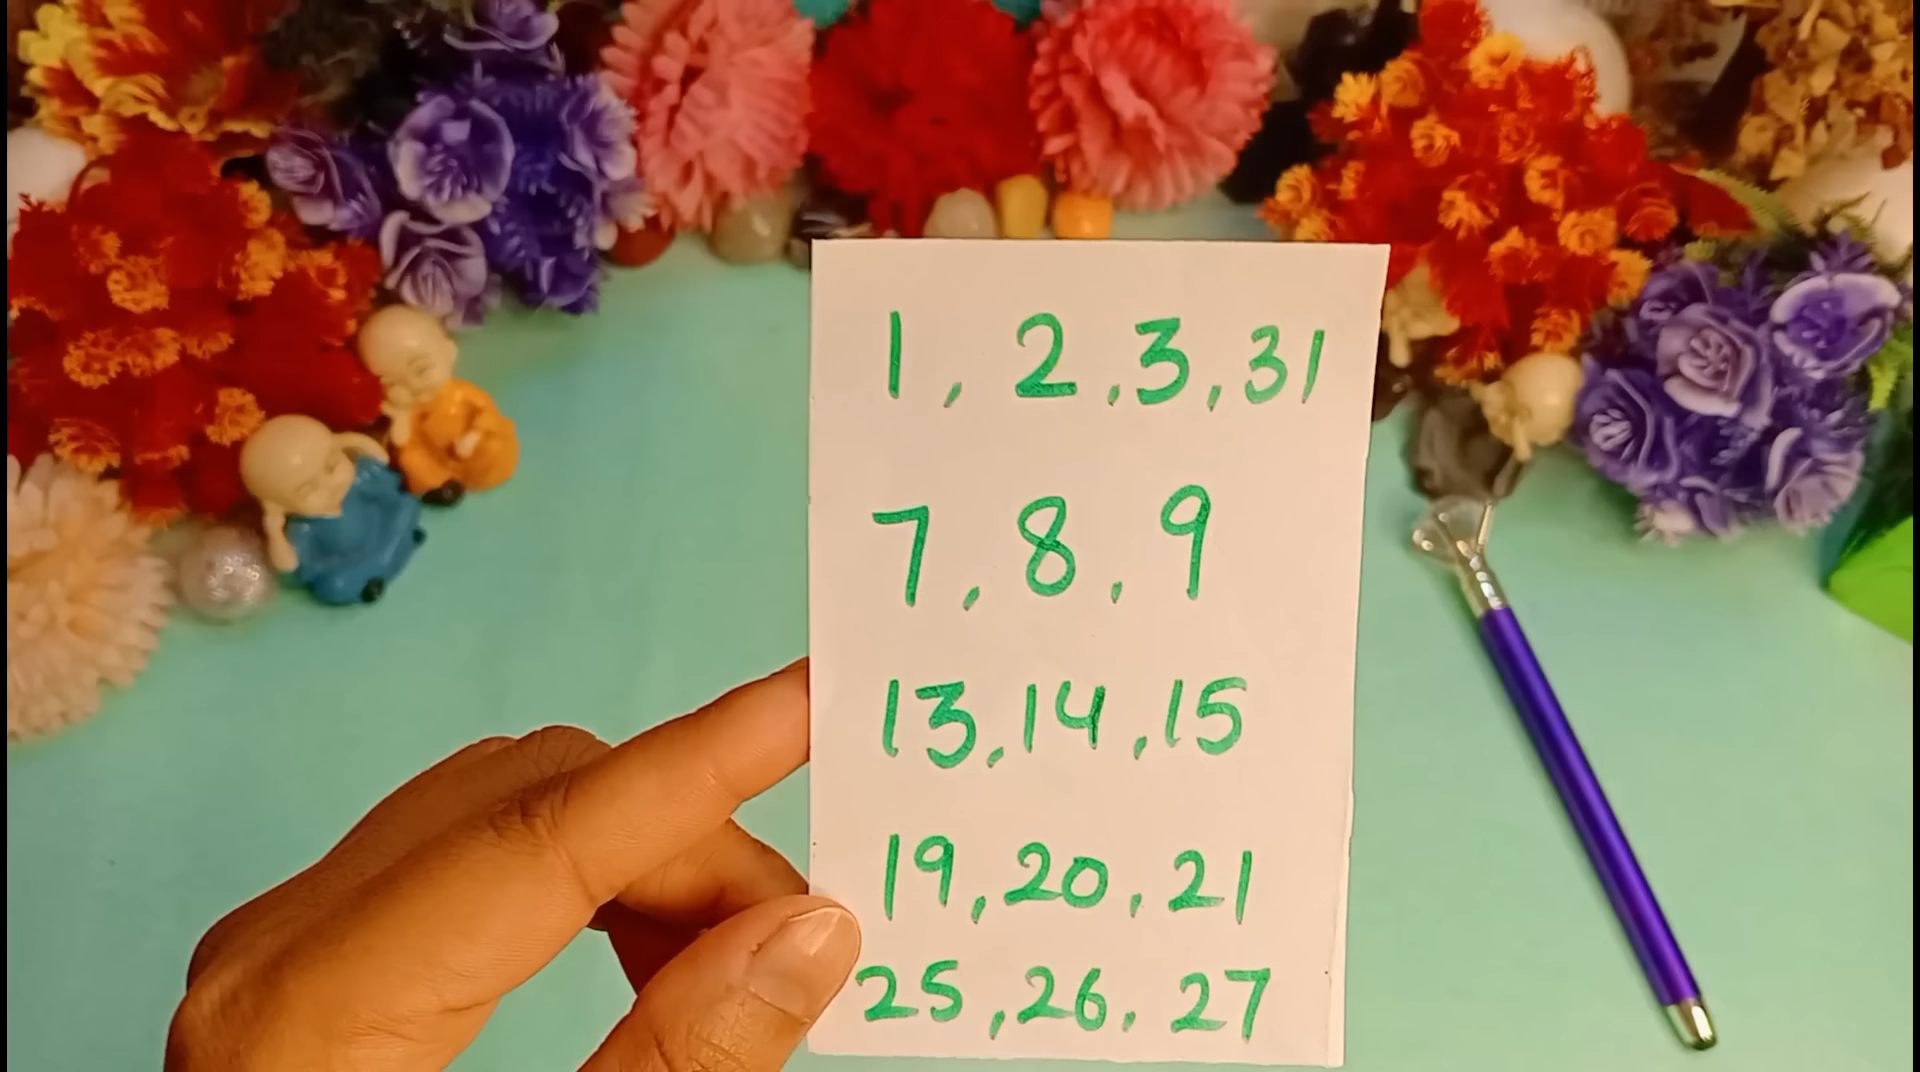 1, 2, 3, 31
7, 8, 9
13, 14, 15
19, 20, 21
25, 26, 27